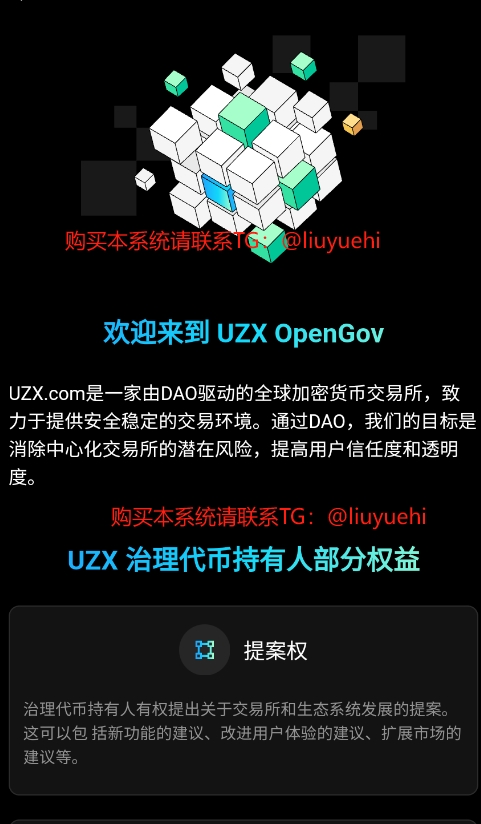 购买本系统请联系TG：@liuyuehi
欢迎来到 UZX OpenGov
UZX.com是一家由DAO驱动的全球加密货币交易所，致
力于提供安全稳定的交易环境。通过DAO，我们的目标是
消除中心化交易所的潜在风险，提高用户信任度和透明
度。
购买本系统请联系TG：@liuyuehi
UZX 治理代币持有人部分权益
提案权
治理代币持有人有权提出关于交易所和生态系统发展的提案。
这可以包 括新功能的建议、改进用户体验的建议、扩展市场的
建议等。